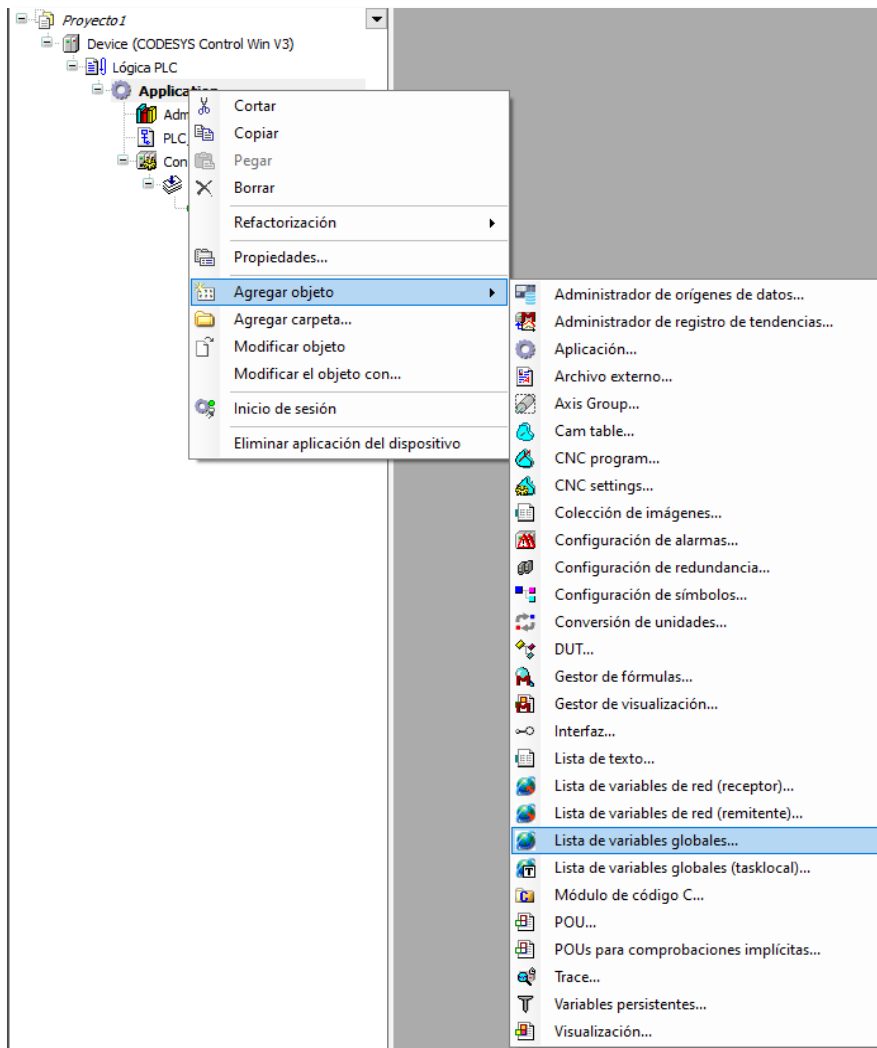 Proyecto1
Device (CODESYS Control Win V3)
Lógica PLC
Application
Adm
PLC_
Con
Cortar
Copiar
Pegar
Borrar
Refactorización
Propiedades...
Agregar objeto
Agregar carpeta...
Modificar objeto
Modificar el objeto con...
Inicio de sesión
Eliminar aplicación del dispositivo
Administrador de orígenes de datos...
Administrador de registro de tendencias...
Aplicación...
Archivo externo...
Axis Group...
Cam table...
CNC program...
CNC settings...
Colección de imágenes...
Configuración de alarmas...
Configuración de redundancia...
Configuración de símbolos...
Conversión de unidades...
DUT...
Gestor de fórmulas...
Gestor de visualización...
Interfaz...
Lista de texto...
Lista de variables de red (receptor)...
Lista de variables de red (remitente)...
Lista de variables globales...
Lista de variables globales (tasklocal)...
Módulo de código C...
POU...
POUs para comprobaciones implícitas...
Trace...
Variables persistentes...
Visualización...